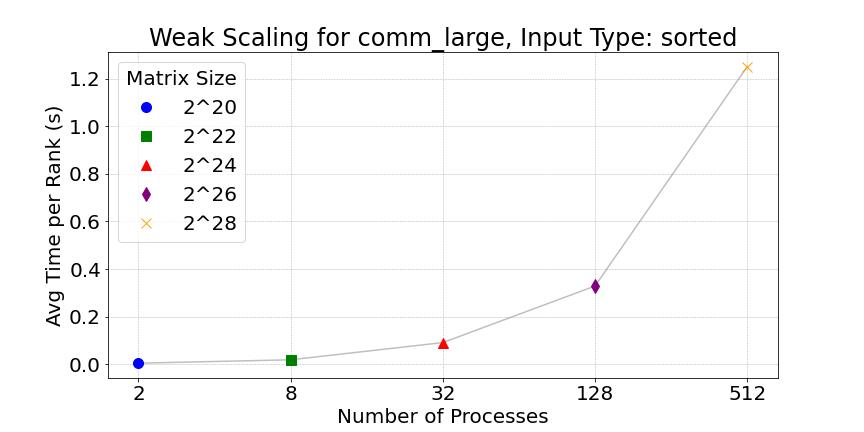 Weak Scaling for comm_large, Input Type: sorted
Avg Time per Rank (s)
1.2
1.0
0.8
0.6
0.4
0.2
0.0
Matrix Size
2^20
2^22
2^24
2^26
2^28
2 8 32 128 512
Number of Processes